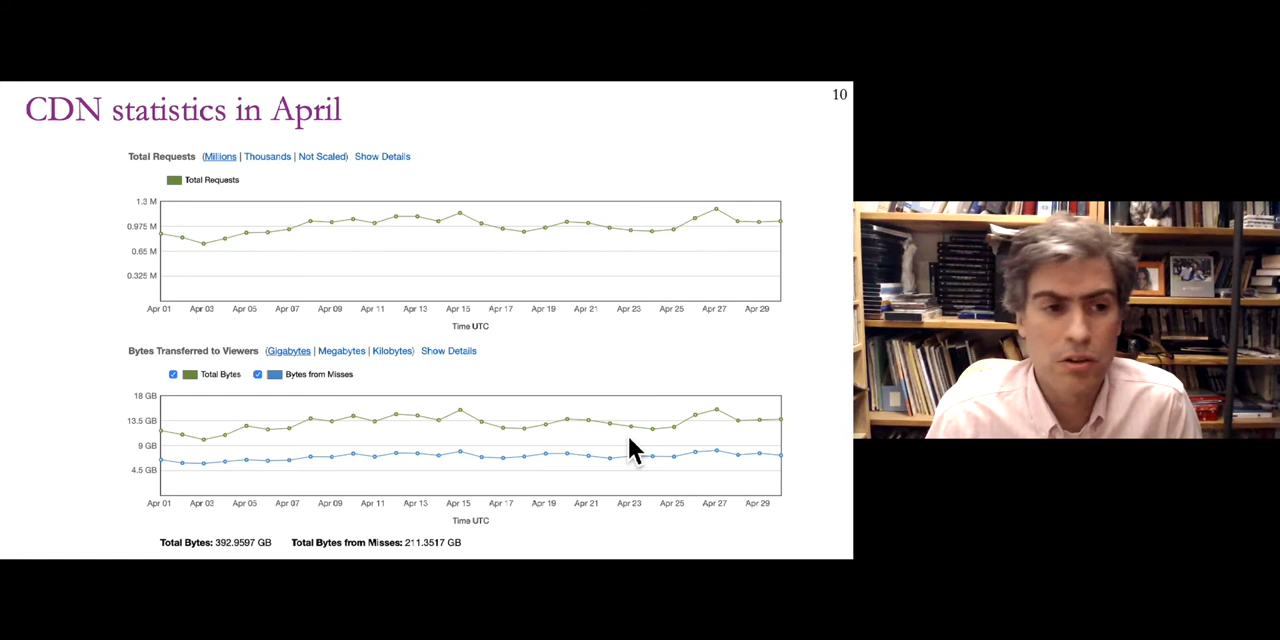 CDN statistics in April
10
Total Requests (Millions | Thousands | Not Scaled) Show Details
Total Requests
1.3 M
0.975 M
0.65 M
0.325 M
Apr 01 Apr 03 Apr 05 Apr 07 Apr 09 Apr 11 Apr 13 Apr 15 Apr 17 Apr 19 Apr 21 Apr 23 Apr 25 Apr 27 Apr 29
Time UTC
Bytes Transferred to Viewers (Gigabytes | Megabytes | Kilobytes) Show Details
Total Bytes Bytes from Misses
18 GB
13.5 GB
9 GB
4.5 GB
Apr 01 Apr 03 Apr 05 Apr 07 Apr 09 Apr 11 Apr 13 Apr 15 Apr 17 Apr 19 Apr 21 Apr 23 Apr 25 Apr 27 Apr 29
Time UTC
Total Bytes: 392.9597 GB Total Bytes from Misses: 211.3517 GB